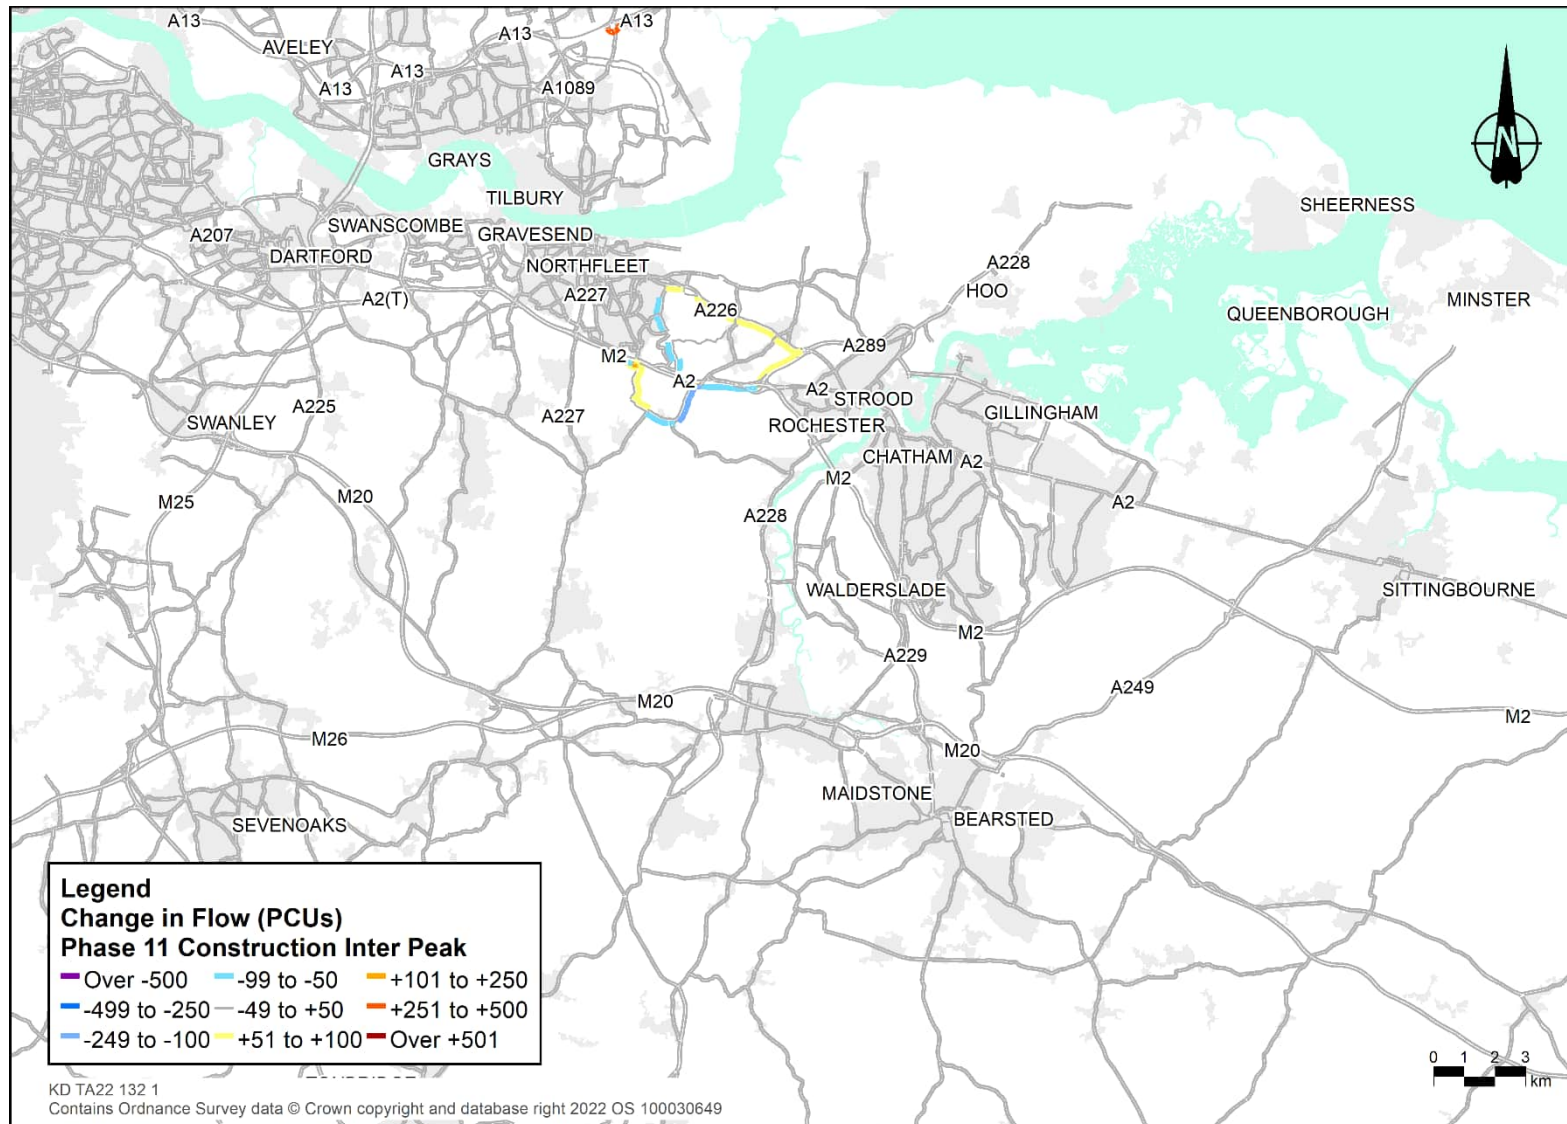 A13
A13
AVELEY
A13
A13
A13
A1089
GRAYS
TILBURY
SWANSCOMBE
A207
GRAVESEND
DARTFORD
NORTHFLEET
A2(T)
A227
A226
SHEERNESS
A228
HOO
QUEENBOROUGH
MINSTER
M2
A289
A2
A2
STROOD
A225
SWANLEY
A227
ROCHESTER
GILLINGHAM
CHATHAM
A2
M2
M20
M25
A228
A2
WALDERSLADE
SITTINGBOURNE
M2
A229
A249
M20
M26
M2
M20
MAIDSTONE
BEARSTED
SEVENOAKS
N
Legend
Change in Flow (PCUs)
Phase 11 Construction Inter Peak
Over -500 -99 to -50 +101 to +250
-499 to -250 -49 to +50 +251 to +500
-249 to -100 +51 to +100 Over +501
0 1 2 3
km
KD TA22 132 1
Contains Ordnance Survey data © Crown copyright and database right 2022 OS 100030649